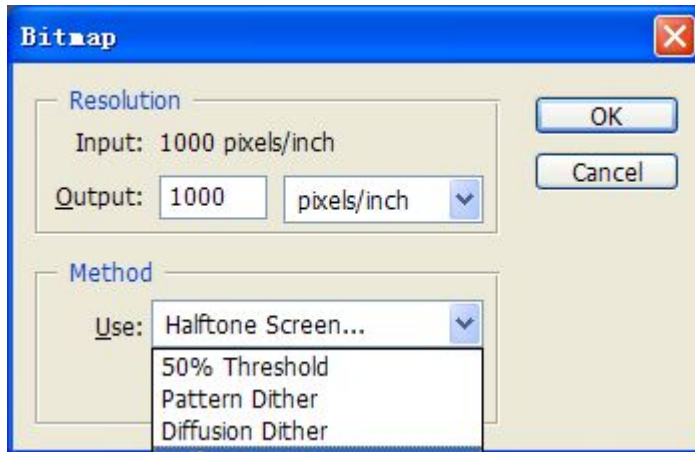 Bitmap
Resolution
Input: 1000 pixels/inch
Output: 1000 pixels/inch
OK
Cancel
Method
Use: Halftone Screen...
50% Threshold
Pattern Dither
Diffusion Dither